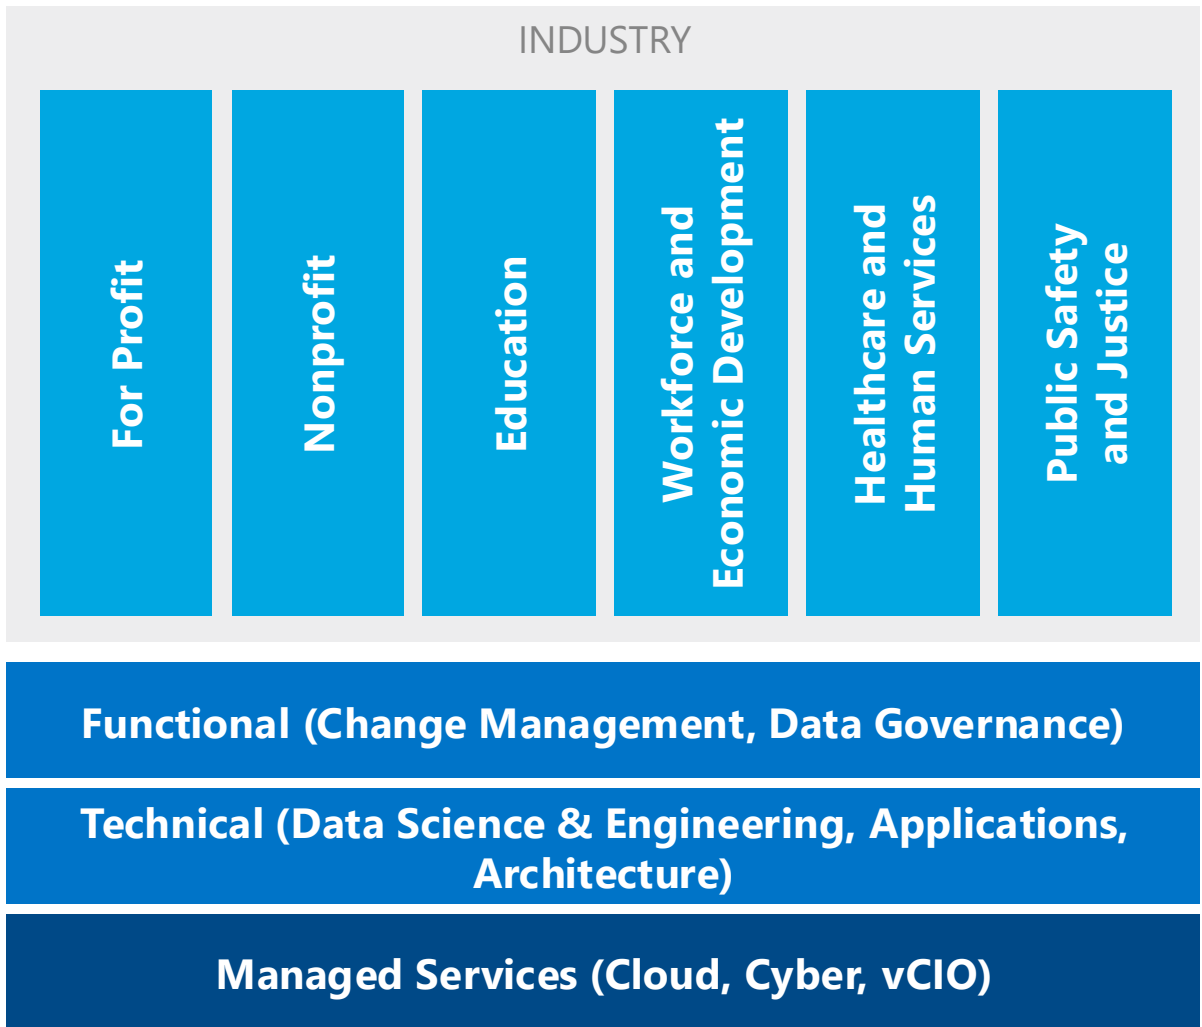 INDUSTRY
For Profit
Nonprofit
Education
Workforce and
Economic Development
Healthcare and
Human Services
Public Safety
and Justice
Functional (Change Management, Data Governance)
Technical (Data Science & Engineering, Applications,
Architecture)
Managed Services (Cloud, Cyber, vCIO)